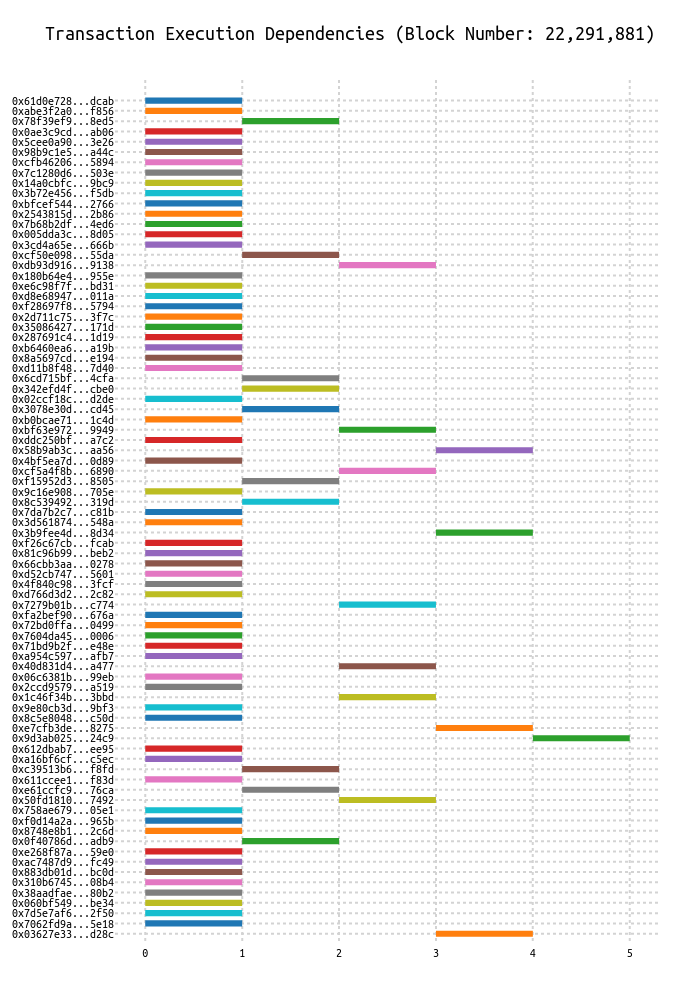 Transaction Execution Dependencies (Block Number: 22,291,881)
0x61d0e728...dcab
0xabe3f2a0...f856
0x78f39ef9...8ed5
0x0ae3c9cd...ab06
0x5cee0a90...3e26
0x98b9c1e5...a44c
0xcfb46206...5894
0x7c1280d6...503e
0x14a0cbfc...9bc9
0x3b72e456...f5db
0xbfcef544...2766
0x2543815d...2b86
0x7b68b2df...4ed6
0x005dda3c...8d05
0x3cd4a65e...666b
0xcf50e098...55da
0xdb93d916...9138
0x180b64e4...955e
0xe6c98f7f...bd31
0xd8e68947...011a
0xf28697f8...5794
0x2d711c75...3f7c
0x35086427...171d
0x287691c4...1d19
0xb6460ea6...a19b
0x8a5697cd...e194
0xd11b8f48...7d40
0x6cd715bf...4cfa
0x342efd4f...cbe0
0x02ccf18c...d2de
0x3078e30d...cd45
0xb0bcae71...1c4d
0xbf63e972...9949
0xddc250bf...a7c2
0x58b9ab3c...aa56
0x4bf5ea7d...0d89
0xcf5a4f8b...6890
0xf15952d3...8505
0x9c16e908...705e
0x8c539492...319d
0x7da7b2c7...c81b
0x3d561874...548a
0x3b9fee4d...8d34
0xf26c67cb...fcab
0x81c96b99...beb2
0x66cbb3aa...0278
0xd52cb747...5601
0x4f840c98...3fcf
0xd766d3d2...2c82
0x7279b01b...c774
0xfa2bef90...676a
0x72bd0ffa...0499
0x7604da45...0006
0x71bd9b2f...e48e
0xa954c597...afb7
0x40d831d4...a477
0x06c6381b...99eb
0x2ccd9579...a519
0x1c46f34b...3bbd
0x9e80cb3d...9bf3
0x8c5e8048...c50d
0xe7cfb3de...8275
0x9d3ab025...24c9
0x612dbab7...ee95
0xa16bf6cf...c5ec
0xc39513b6...f8fd
0x611ccee1...f83d
0xe61ccfc9...76ca
0x50fd1810...7492
0x758ae679...05e1
0xf0d14a2a...965b
0x8748e8b1...2c6d
0x0f40786d...adb9
0xe268f87a...59e0
0xac7487d9...fc49
0x883db01d...bc0d
0x310b6745...08b4
0x38aadfae...80b2
0x060bf549...be34
0x7d5e7af6...2f50
0x7062fd9a...5e18
0x03627e33...d28c
0 1 2 3 4 5